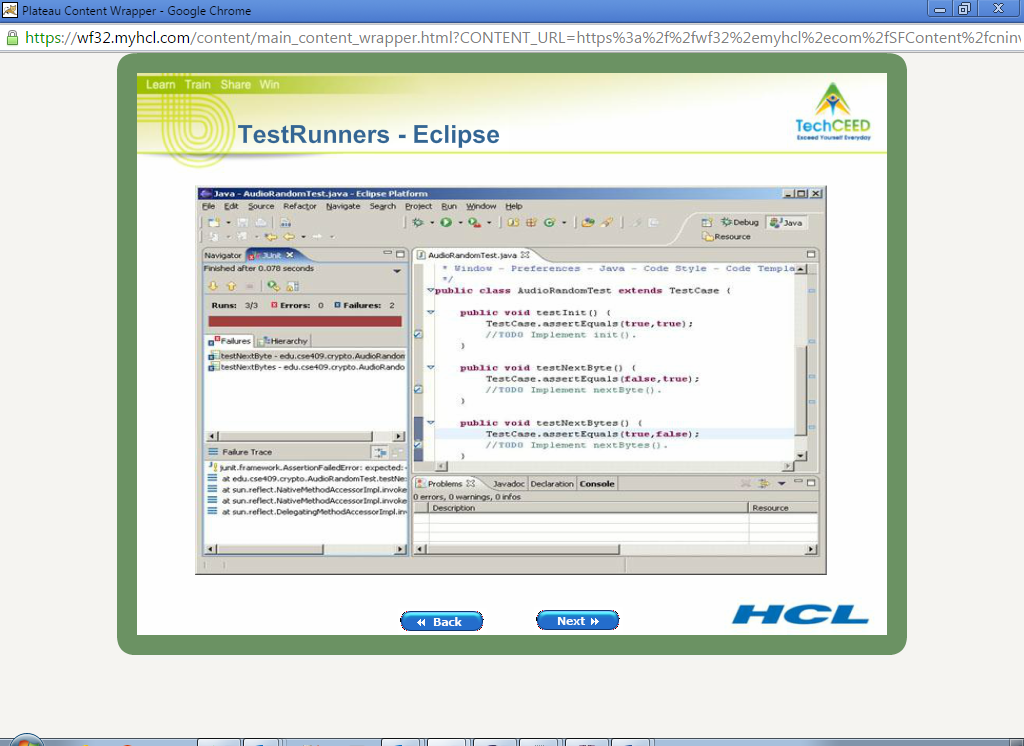 Plateau Content Wrapper - Google Chrome
https://wf32.myhcl.com/content/main_content_wrapper.html?CONTENT_URL=https%3a%2f%2fwf32%2emyhcl%2ecom%2fSFContent%2fcninv
Learn Train Share Win
TechCEED
Exceed Yourself Everyday
TestRunners - Eclipse
Java - AudioRandomTest.java - Eclipse Platform
File Edit Source Refactor Navigate Search Project Run Window Help
Debug Java
Resource
Navigator JUnit
AudioRandomTest.java
Finished after 0.078 seconds
Runs: 3/3 Errors: 0 Failures: 2
Failures Hierarchy
testNextByte - edu.cse409.crypto.AudioRandom
testNextBytes - edu.cse409.crypto.AudioRando
Failure Trace
junit.framework.AssertionFailedError: expected:
at edu.cse409.crypto.AudioRandomTest.testNe
at sun.reflect.NativeMethodAccessorImpl.invoke
at sun.reflect.NativeMethodAccessorImpl.invoke
at sun.reflect.DelegatingMethodAccessorImpl.inv
* Window - Preferences - Java - Code Style - Code Templa
*/
public class AudioRandomTest extends TestCase {
public void testInit() {
TestCase.assertEquals(true,true);
//TODO Implement init().
}
public void testNextByte() {
TestCase.assertEquals(false,true);
//TODO Implement nextByte().
}
public void testNextBytes() {
TestCase.assertEquals(true,false);
//TODO Implement nextBytes().
}
Problems Javadoc Declaration Console
0 errors, 0 warnings, 0 infos
Description Resource
Back Next
HCL